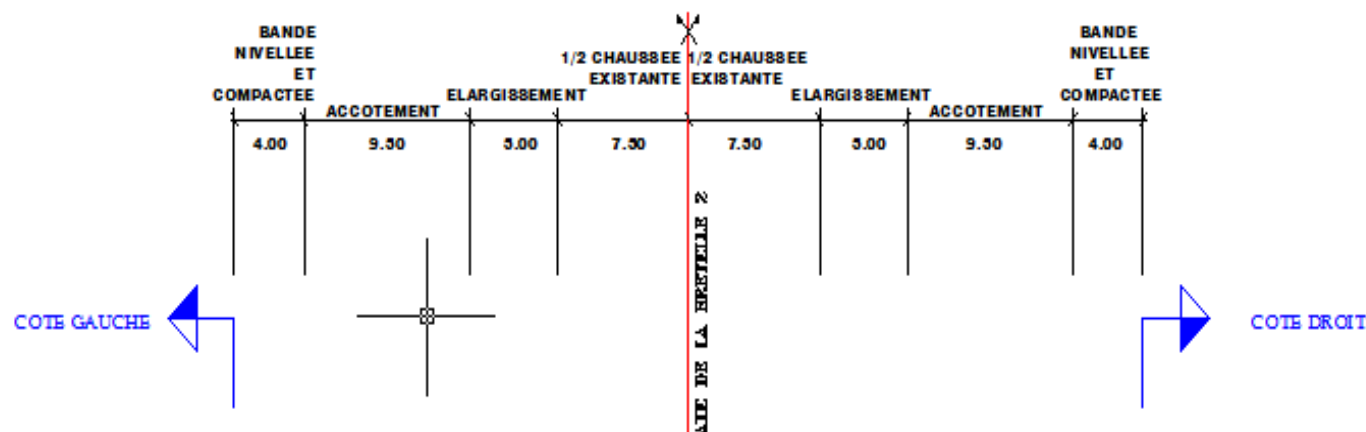 BANDE
NIVELLEE
ET
COMPACTEE
ACCOTEMENT
ELARGISSEMENT
1/2 CHAUSSEE
EXISTANTE
1/2 CHAUSSEE
EXISTANTE
ELARGISSEMENT
ACCOTEMENT
BANDE
NIVELLEE
ET
COMPACTEE
4.00 9.50 5.00 7.50 7.50 5.00 9.50 4.00
DE LA BRETELLE 2
COTE GAUCHE
COTE DROIT